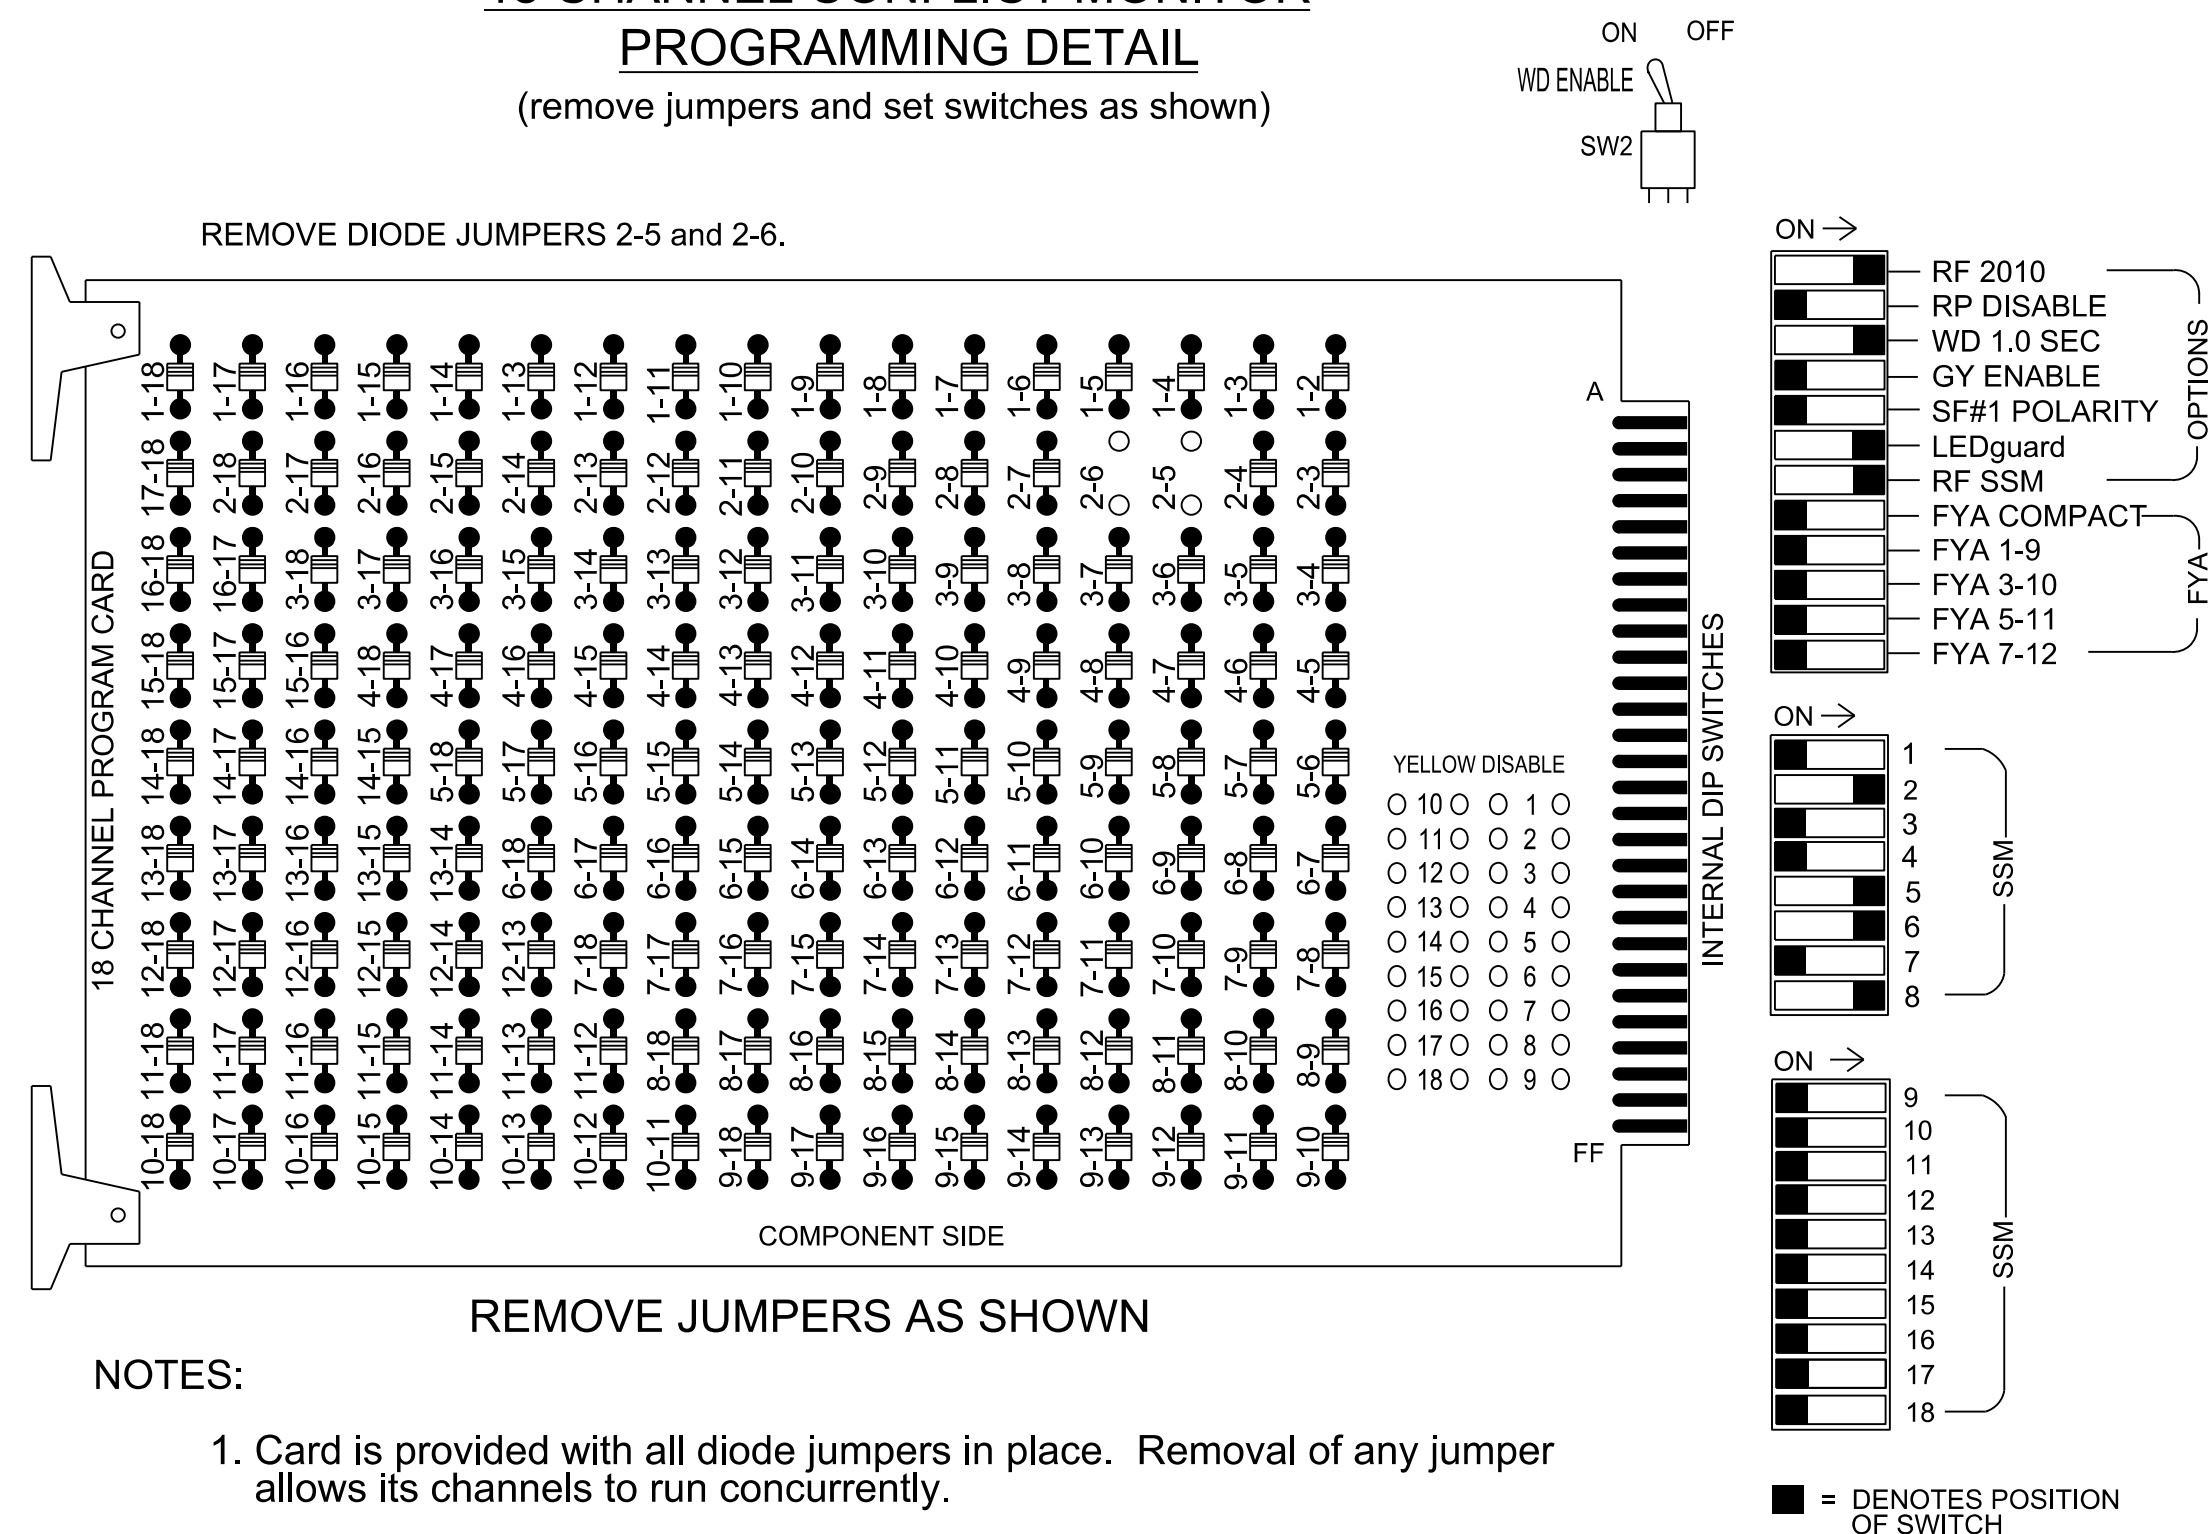 PROGRAMMING DETAIL
(remove jumpers and set switches as shown)
ON OFF
WD ENABLE
SW2
REMOVE DIODE JUMPERS 2-5 and 2-6.
18 CHANNEL PROGRAM CARD
1-18 1-17 1-16 1-15 1-14 1-13 1-12 1-11 1-10 1-9 1-8 1-7 1-6 1-5 1-4 1-3 1-2
17-18 2-18 2-17 2-16 2-15 2-14 2-13 2-12 2-11 2-10 2-9 2-8 2-7 2-6 2-5 2-4 2-3
16-18 16-17 3-18 3-17 3-16 3-15 3-14 3-13 3-12 3-11 3-10 3-9 3-8 3-7 3-6 3-5 3-4
15-18 15-17 15-16 4-18 4-17 4-16 4-15 4-14 4-13 4-12 4-11 4-10 4-9 4-8 4-7 4-6 4-5
14-18 14-17 14-16 14-15 5-18 5-17 5-16 5-15 5-14 5-13 5-12 5-11 5-10 5-9 5-8 5-7 5-6
13-18 13-17 13-16 13-15 13-14 6-18 6-17 6-16 6-15 6-14 6-13 6-12 6-11 6-10 6-9 6-8 6-7
12-18 12-17 12-16 12-15 12-14 12-13 7-18 7-17 7-16 7-15 7-14 7-13 7-12 7-11 7-10 7-9 7-8
11-18 11-17 11-16 11-15 11-14 11-13 11-12 8-18 8-17 8-16 8-15 8-14 8-13 8-12 8-11 8-10 8-9
10-18 10-17 10-16 10-15 10-14 10-13 10-12 10-11 9-18 9-17 9-16 9-15 9-14 9-13 9-12 9-11 9-10
YELLOW DISABLE
10 1
11 2
12 3
13 4
14 5
15 6
16 7
17 8
18 9
A
FF
COMPONENT SIDE
INTERNAL DIP SWITCHES
ON
RF 2010
RP DISABLE
WD 1.0 SEC
GY ENABLE
SF#1 POLARITY
LEDguard
RF SSM
OPTIONS
FYA COMPACT
FYA 1-9
FYA 3-10
FYA 5-11
FYA 7-12
FYA
ON
1
2
3
4
5
6
7
8
SSM
ON
9
10
11
12
13
14
15
16
17
18
SSM
= DENOTES POSITION
OF SWITCH
REMOVE JUMPERS AS SHOWN
NOTES:
1. Card is provided with all diode jumpers in place. Removal of any jumper
allows its channels to run concurrently.